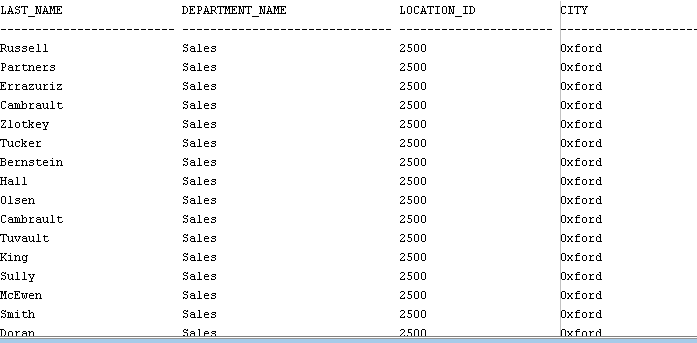 LAST_NAME DEPARTMENT_NAME LOCATION_ID CITY
------------------------- ------------------------------ ---------------------- ------------------------------
Russell Sales 2500 Oxford
Partners Sales 2500 Oxford
Errazuriz Sales 2500 Oxford
Cambrault Sales 2500 Oxford
Zlotkey Sales 2500 Oxford
Tucker Sales 2500 Oxford
Bernstein Sales 2500 Oxford
Hall Sales 2500 Oxford
Olsen Sales 2500 Oxford
Cambrault Sales 2500 Oxford
Tuvault Sales 2500 Oxford
King Sales 2500 Oxford
Sully Sales 2500 Oxford
McEwen Sales 2500 Oxford
Smith Sales 2500 Oxford
Doran Sales 2500 Oxford